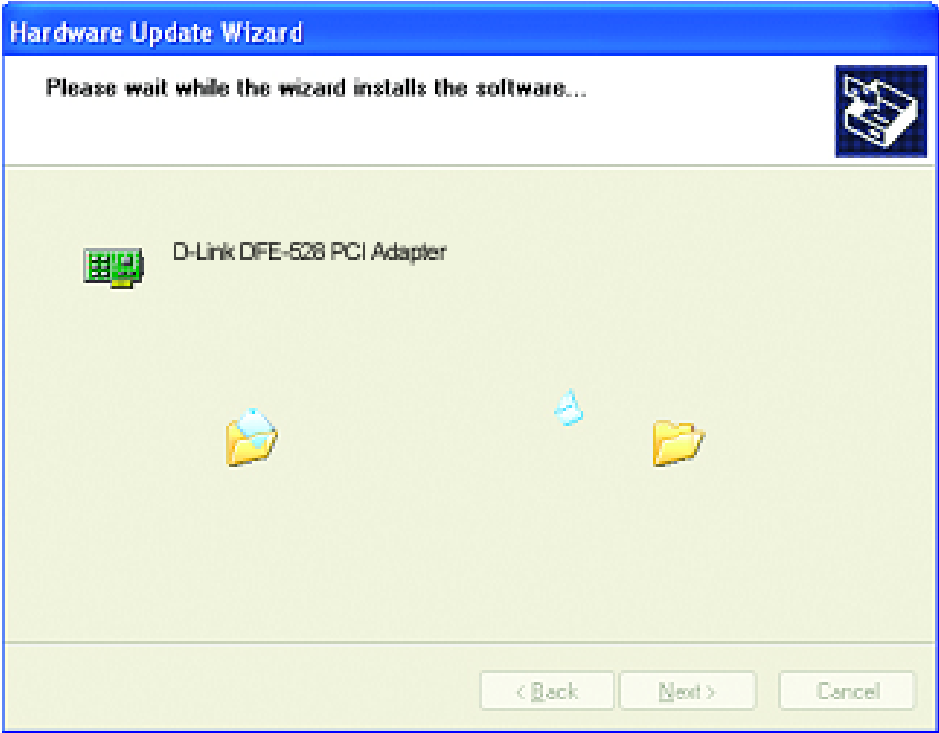 Hardware Update Wizard
Please wait while the wizard installs the software...
D-Link DFE-528 PCI Adapter
< Back
Next >
Cancel